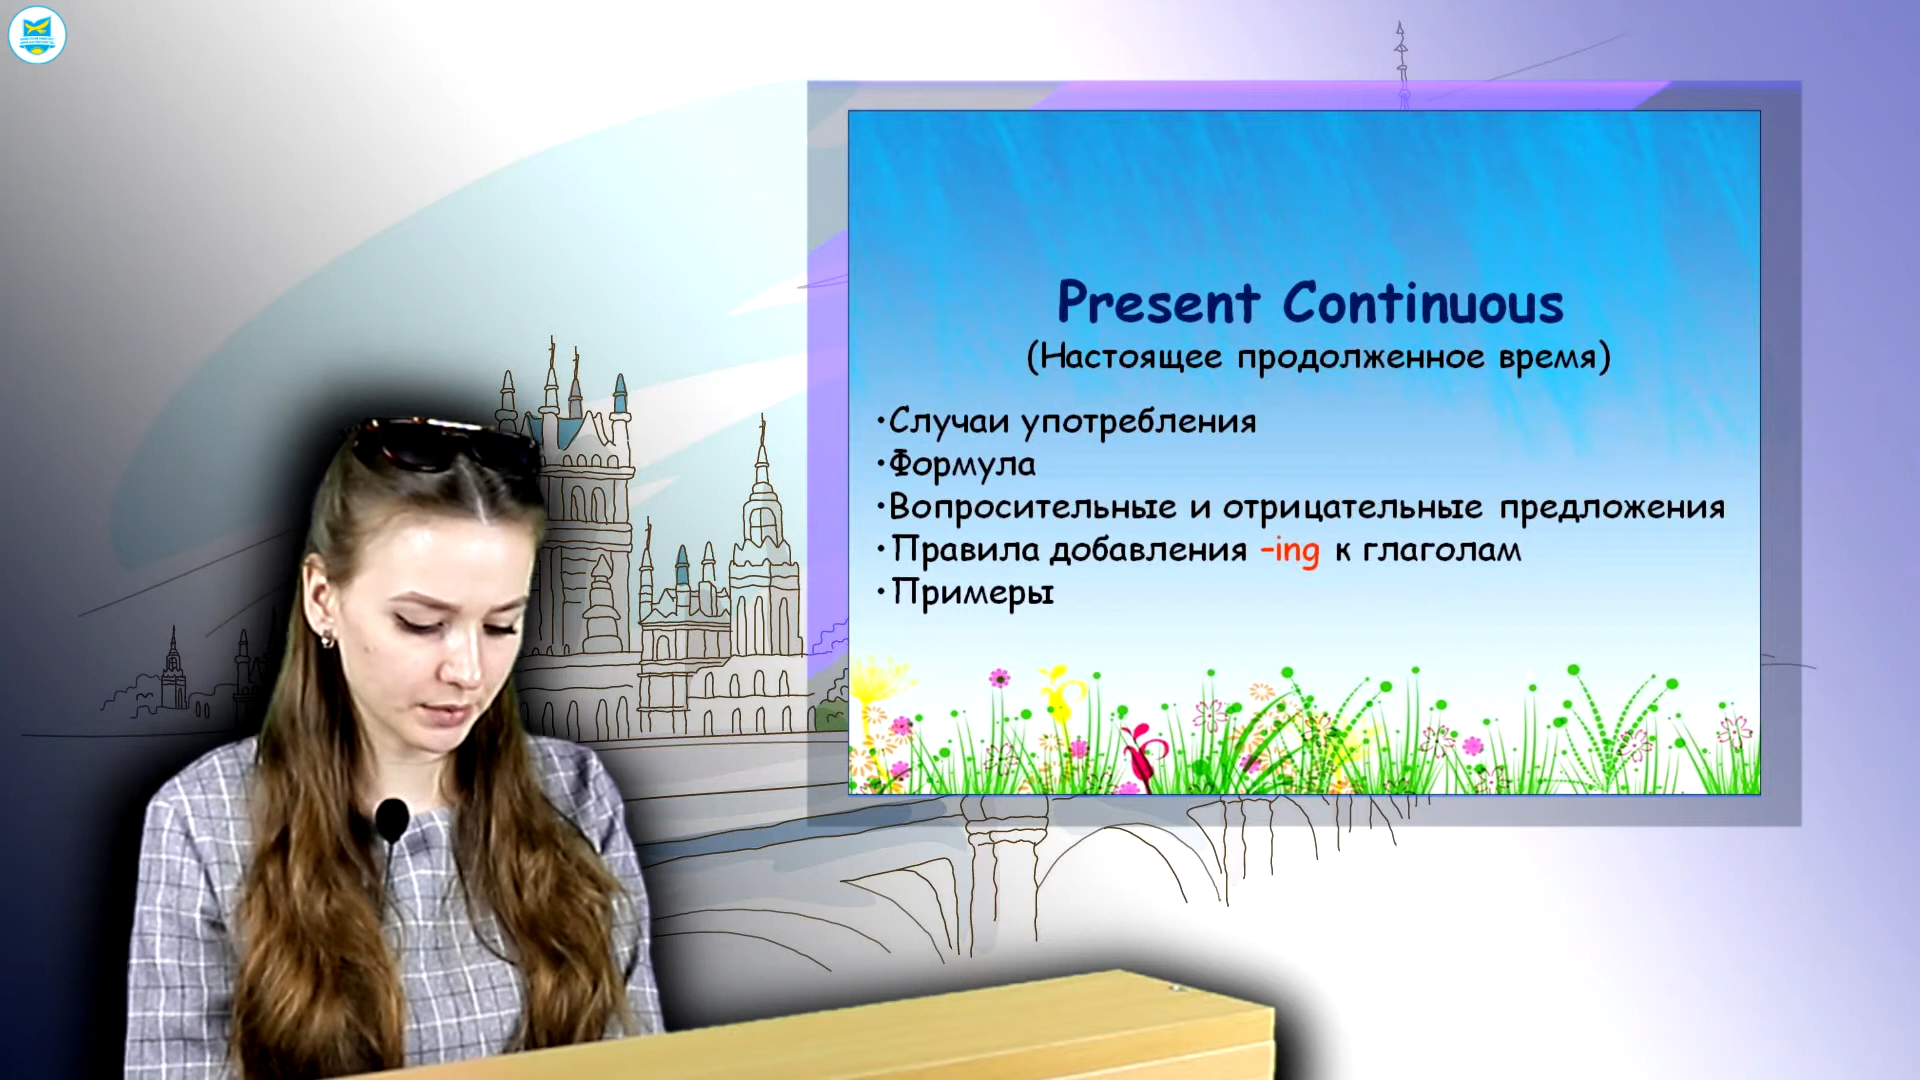 Present Continuous
(Настоящее продолженное время)
•Случаи употребления
•Формула
•Вопросительные и отрицательные предложения
•Правила добавления –ing к глаголам
•Примеры